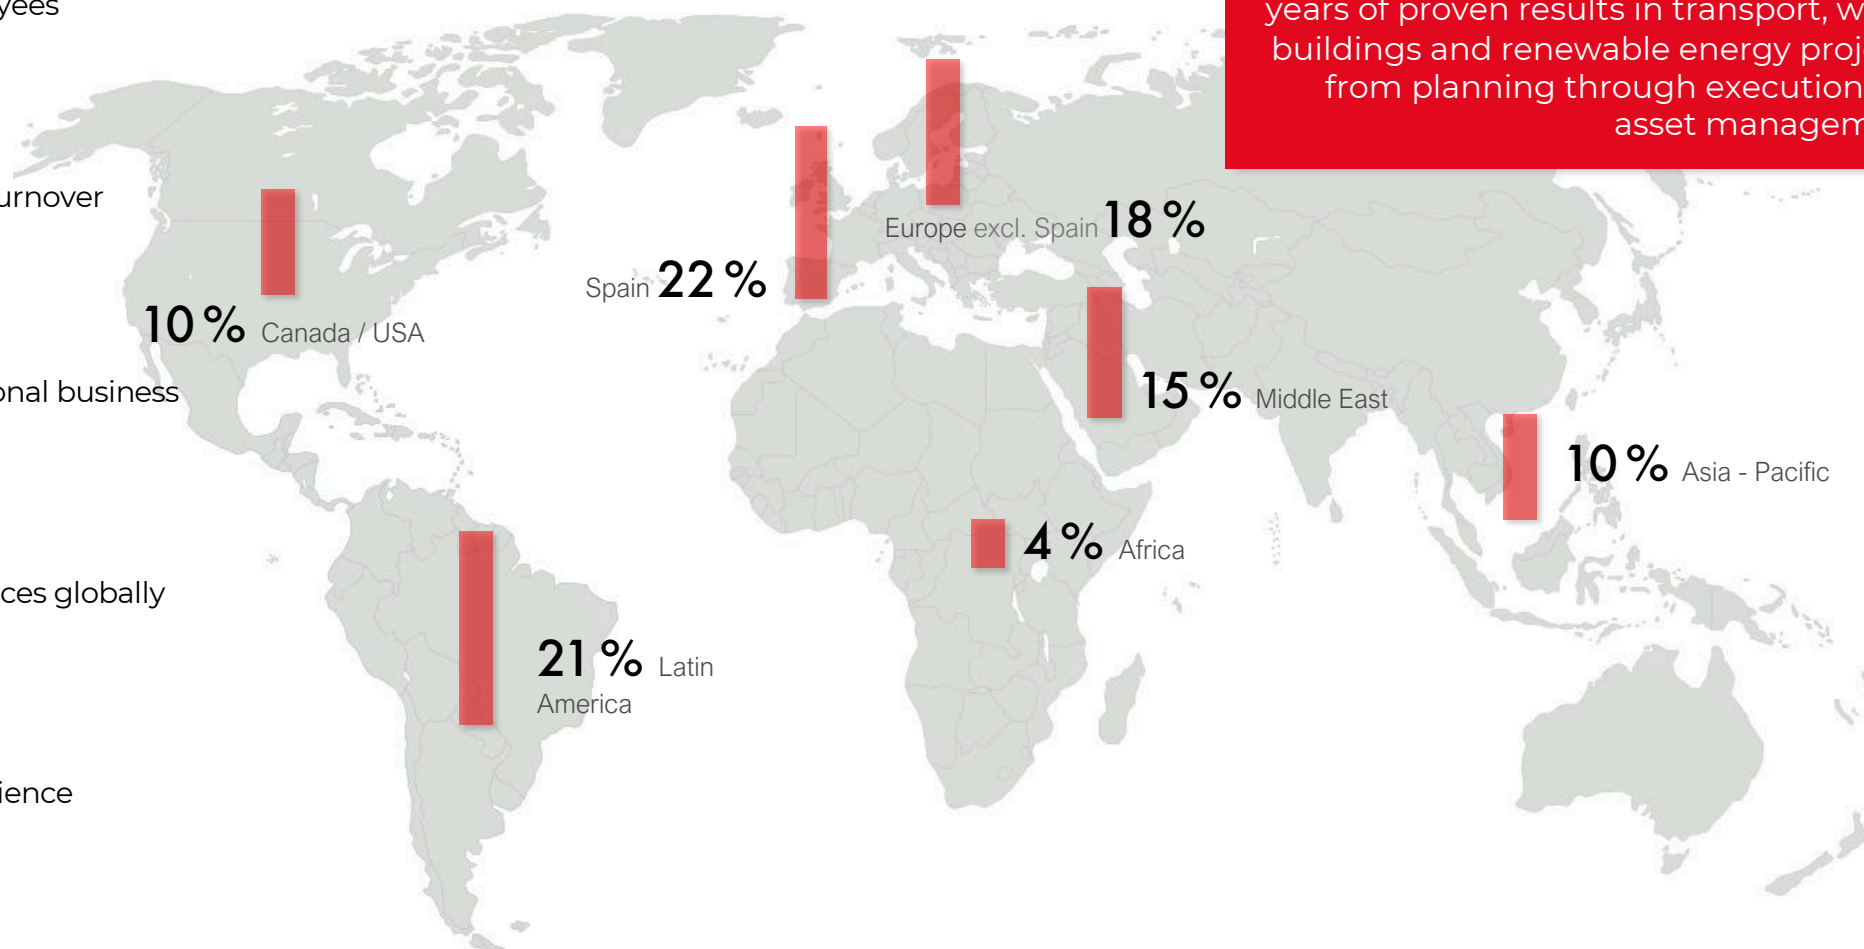 yees
urnover
onal business
ces globally
ience
years of proven results in transport, w
buildings and renewable energy proj
from planning through execution
asset managem
Europe excl. Spain 18 %
Spain 22 %
10 % Canada / USA
15 % Middle East
10 % Asia - Pacific
4 % Africa
21 % Latin
America